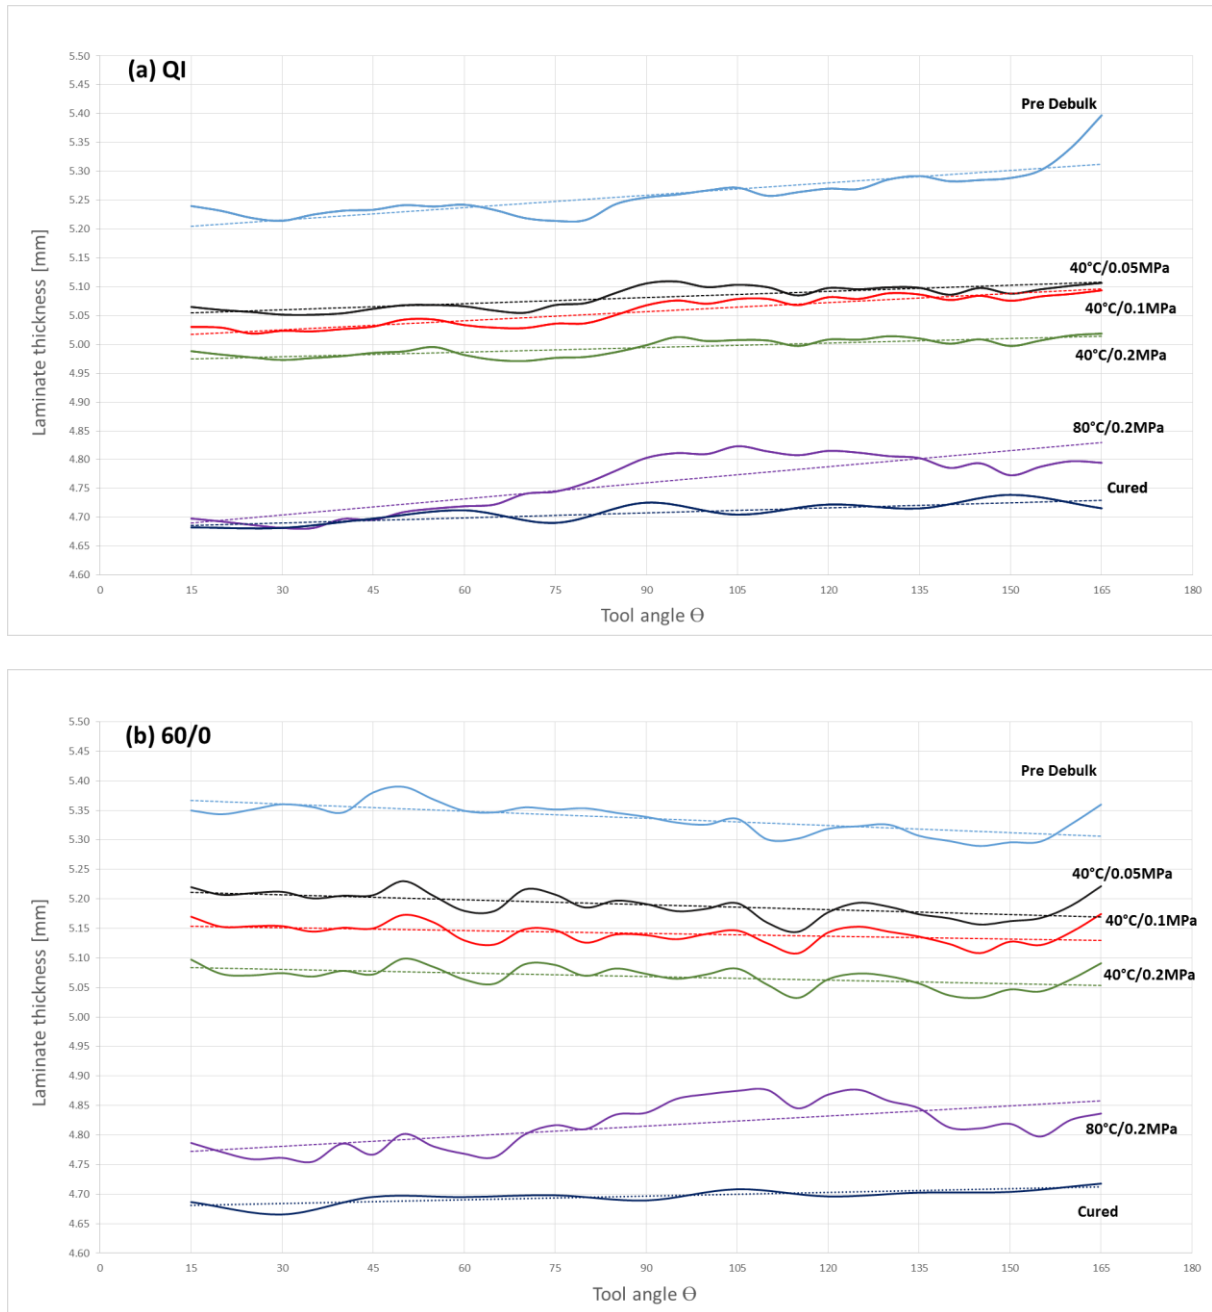 (a) QI
5.50
5.45
5.40
5.35
5.30
5.25
5.20
5.15
5.10
5.05
5.00
4.95
4.90
4.85
4.80
4.75
4.70
4.65
4.60
Laminate thickness [mm]
Pre Debulk
40°C/0.05MPa
40°C/0.1MPa
40°C/0.2MPa
80°C/0.2MPa
Cured
0 15 30 45 60 75 90 105 120 135 150 165 180
Tool angle Ө
(b) 60/0
5.50
5.45
5.40
5.35
5.30
5.25
5.20
5.15
5.10
5.05
5.00
4.95
4.90
4.85
4.80
4.75
4.70
4.65
4.60
Laminate thickness [mm]
Pre Debulk
40°C/0.05MPa
40°C/0.1MPa
40°C/0.2MPa
80°C/0.2MPa
Cured
0 15 30 45 60 75 90 105 120 135 150 165 180
Tool angle Ө